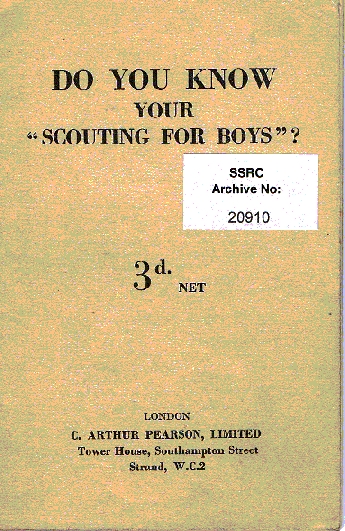 DO YOU KNOW
YOUR
"SCOUTING FOR BOYS"?
SSRC
Archive No:
20910
3d. NET
LONDON
C. ARTHUR PEARSON, LIMITED
Tower House, Southampton Street
Strand, W.C.2